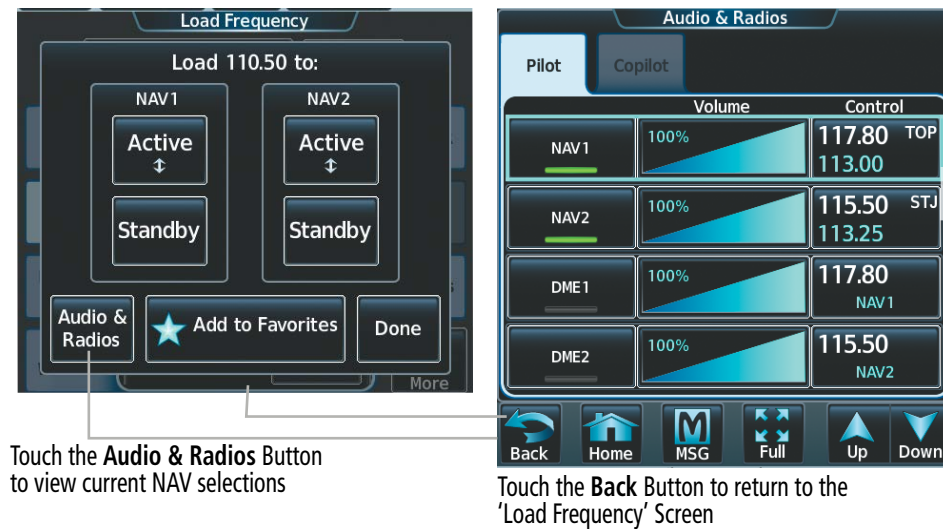 Load Frequency
Load 110.50 to:
NAV1
NAV2
Active
Active
Standby
Standby
Audio &
Radios
Add to Favorites
Done
More
Touch the Audio & Radios Button
to view current NAV selections
Audio & Radios
Pilot
Copilot
Volume
Control
NAV1
100%
117.80 TOP
113.00
NAV2
100%
115.50 STJ
113.25
DME1
100%
117.80
NAV1
DME2
100%
115.50
NAV2
Back
Home
MSG
Full
Up
Down
Touch the Back Button to return to the
‘Load Frequency’ Screen